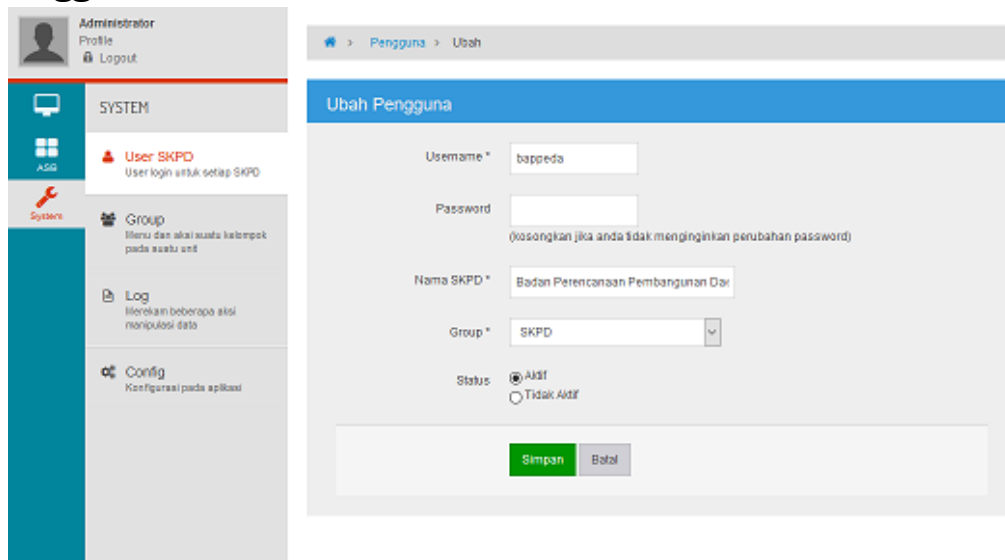 Administrator
Profile
Logout
ASB
System
SYSTEM
User SKPD
User login untuk setiap SKPD
Group
Menu dan aksi suatu kelompok
pada suatu unit
Log
Merekam beberapa aksi
manipulasi data
Config
Konfigurasi pada aplikasi
> Pengguna > Ubah
Ubah Pengguna
Username * bappeda
Password
(kosongkan jika anda tidak menginginkan perubahan password)
Nama SKPD * Badan Perencanaan Pembangunan Dae
Group * SKPD
Status Aktif
Tidak Aktif
Simpan Batal